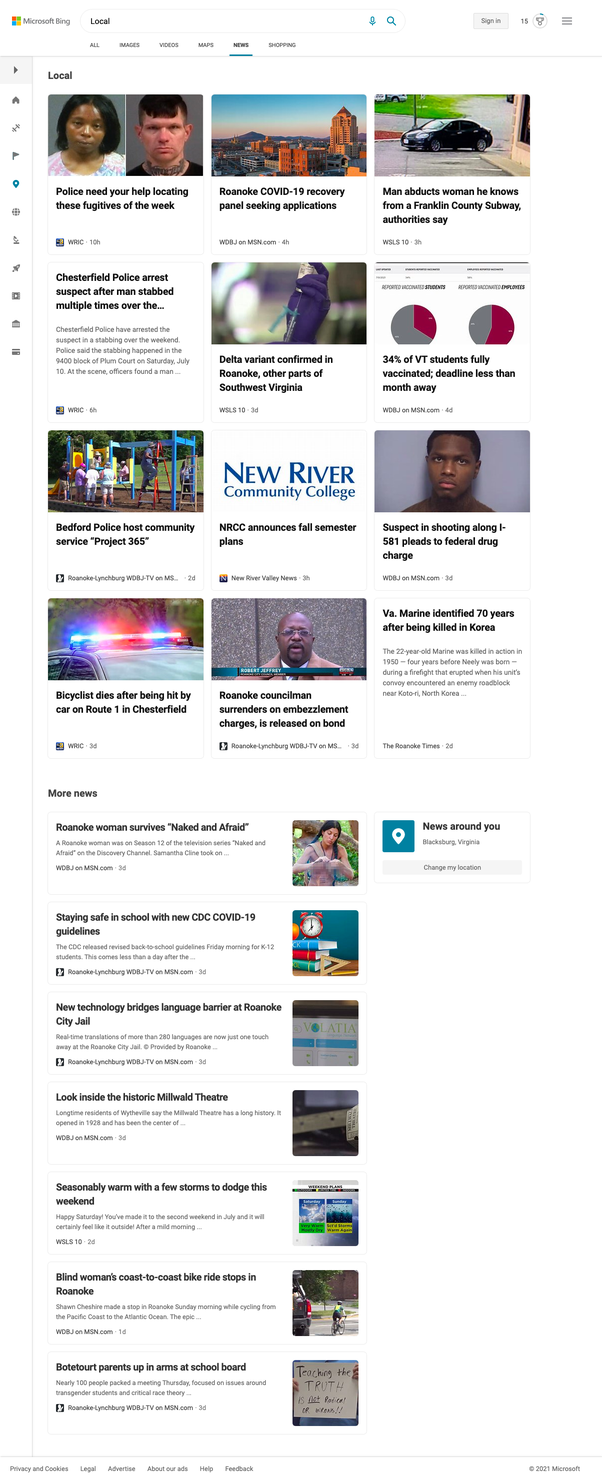 Microsoft Bing
Local
Sign in
15
ALL
IMAGES
VIDEOS
MAPS
NEWS
SHOPPING
Local
Police need your help locating
these fugitives of the week
WRIC · 10h
Roanoke COVID-19 recovery
panel seeking applications
WDBJ on MSN.com · 4h
Man abducts woman he knows
from a Franklin County Subway,
authorities say
WSLS 10 · 3h
Chesterfield Police arrest
suspect after man stabbed
multiple times over the...
Chesterfield Police have arrested the
suspect in a stabbing over the weekend.
Police said the stabbing happened in the
9400 block of Plum Court on Saturday, July
10. At the scene, officers found a man ...
WRIC · 6h
Delta variant confirmed in
Roanoke, other parts of
Southwest Virginia
WSLS 10 · 3d
REPORTED VACCINATED STUDENTS
REPORTED VACCINATED EMPLOYEES
34% of VT students fully
vaccinated; deadline less than
month away
WDBJ on MSN.com · 4d
Bedford Police host community
service “Project 365”
Roanoke-Lynchburg WDBJ-TV on MS... · 2d
NEW RIVER
Community College
NRCC announces fall semester
plans
New River Valley News · 3h
Suspect in shooting along I-
581 pleads to federal drug
charge
WDBJ on MSN.com · 3d
Bicyclist dies after being hit by
car on Route 1 in Chesterfield
WRIC · 3d
ROBERT JEFFREY
Roanoke councilman
surrenders on embezzlement
charges, is released on bond
Roanoke-Lynchburg WDBJ-TV on MS... · 3d
Va. Marine identified 70 years
after being killed in Korea
The 22-year-old Marine was killed in action in
1950 — four years before Neely was born —
during a firefight that erupted when his unit's
convoy encountered an enemy roadblock
near Koto-ri, North Korea ...
The Roanoke Times · 2d
More news
Roanoke woman survives “Naked and Afraid”
A Roanoke woman was on Season 12 of the television series “Naked and
Afraid” on the Discovery Channel. Samantha Cline took on ...
WDBJ on MSN.com · 3d
News around you
Blacksburg, Virginia
Change my location
Staying safe in school with new CDC COVID-19
guidelines
The CDC released revised back-to-school guidelines Friday morning for K-12
students. This comes less than a day after the ...
Roanoke-Lynchburg WDBJ-TV on MSN.com · 3d
New technology bridges language barrier at Roanoke
City Jail
Real-time translations of more than 280 languages are now just one touch
away at the Roanoke City Jail. © Provided by Roanoke ...
Roanoke-Lynchburg WDBJ-TV on MSN.com · 3d
VOLATIA
Look inside the historic Millwald Theatre
Longtime residents of Wytheville say the Millwald Theatre has a long history. It
opened in 1928 and has been the center of ...
WDBJ on MSN.com · 3d
Seasonably warm with a few storms to dodge this
weekend
Happy Saturday! You've made it to the second weekend in July and it will
certainly feel like it outside! After a mild morning ...
WSLS 10 · 2d
WEEKEND PLANS
Saturday
Sunday
Blind woman's coast-to-coast bike ride stops in
Roanoke
Shawn Cheshire made a stop in Roanoke Sunday morning while cycling from
the Pacific Coast to the Atlantic Ocean. The epic ...
WDBJ on MSN.com · 1d
Botetourt parents up in arms at school board
Nearly 100 people packed a meeting Thursday, focused on issues around
transgender students and critical race theory ...
Roanoke-Lynchburg WDBJ-TV on MSN.com · 3d
Teaching the
TRUTH
IS Not Radical
OR WRONG!!
Privacy and Cookies
Legal
Advertise
About our ads
Help
Feedback
© 2021 Microsoft